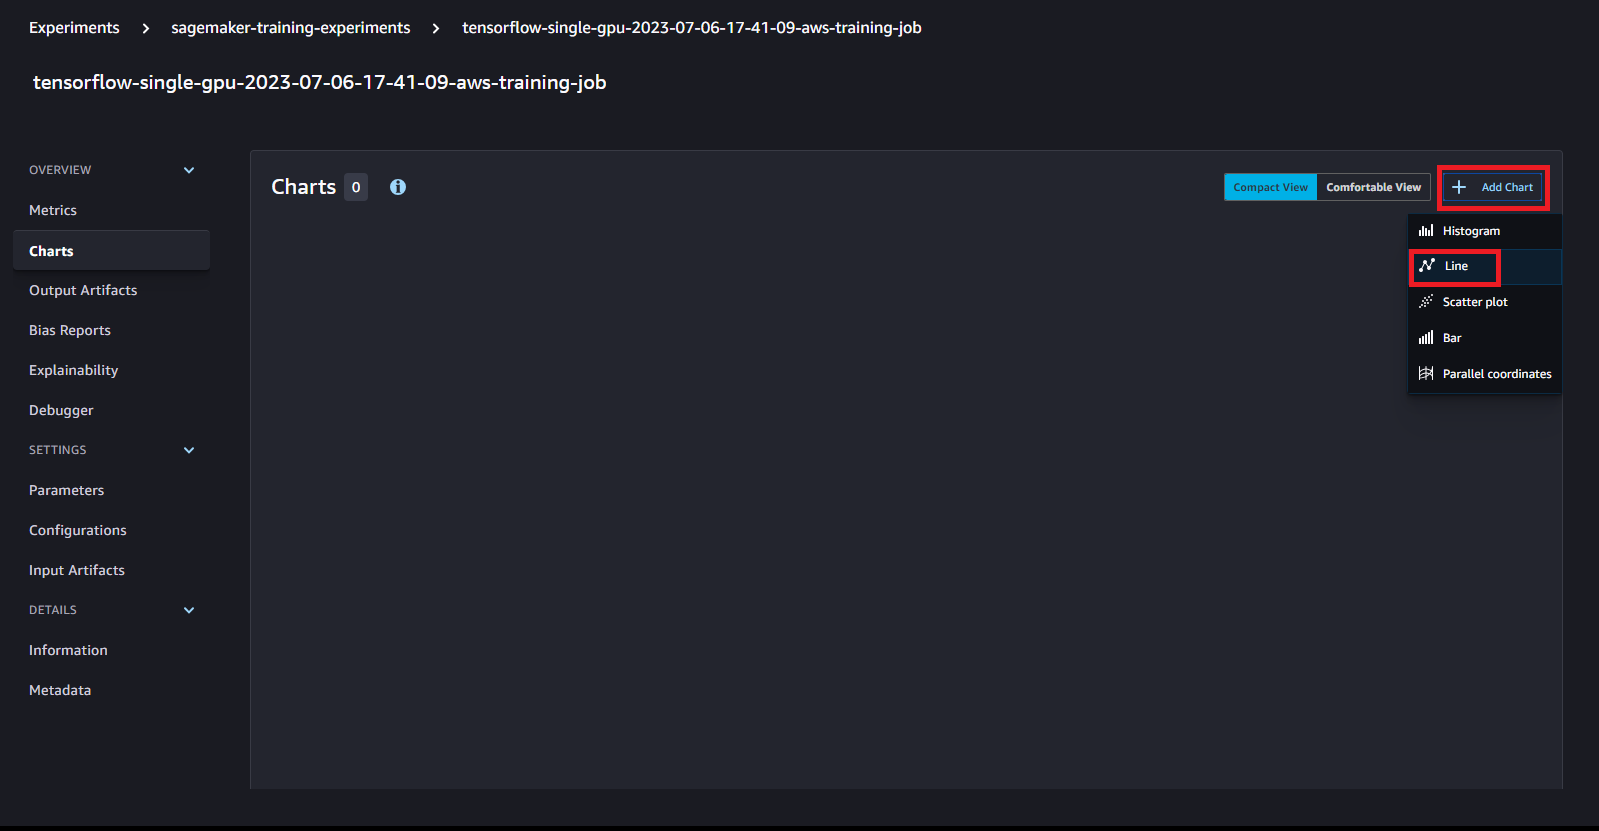 Experiments > sagemaker-training-experiments > tensorflow-single-gpu-2023-07-06-17-41-09-aws-training-job
tensorflow-single-gpu-2023-07-06-17-41-09-aws-training-job
OVERVIEW
Metrics
Charts
Output Artifacts
Bias Reports
Explainability
Debugger
SETTINGS
Parameters
Configurations
Input Artifacts
DETAILS
Information
Metadata
Charts 0
Compact View Comfortable View + Add Chart
Histogram
Line
Scatter plot
Bar
Parallel coordinates